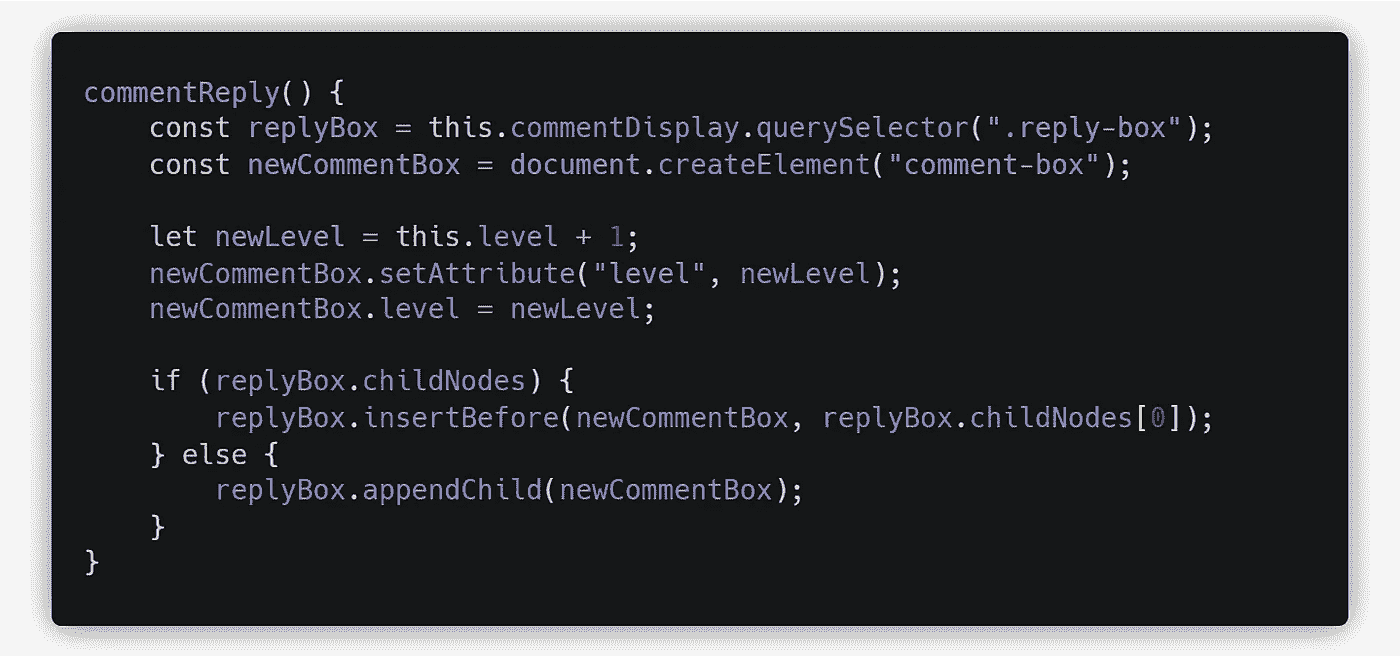 commentReply() {
    const replyBox = this.commentDisplay.querySelector(".reply-box");
    const newCommentBox = document.createElement("comment-box");

    let newLevel = this.level + 1;
    newCommentBox.setAttribute("level", newLevel);
    newCommentBox.level = newLevel;

    if (replyBox.childNodes) {
        replyBox.insertBefore(newCommentBox, replyBox.childNodes[0]);
    } else {
        replyBox.appendChild(newCommentBox);
    }
}